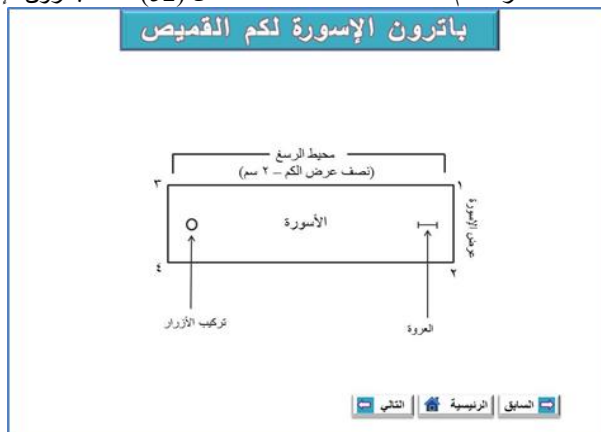 باترون الإسورة لكم القميص
محيط الرسغ
(نصف عرض الكم – ٢ سم)
٣
١
الأسورة
عرض الإسورة
٤
٢
تركيب الأزرار
العروة
السابق
الرئيسية
التالي